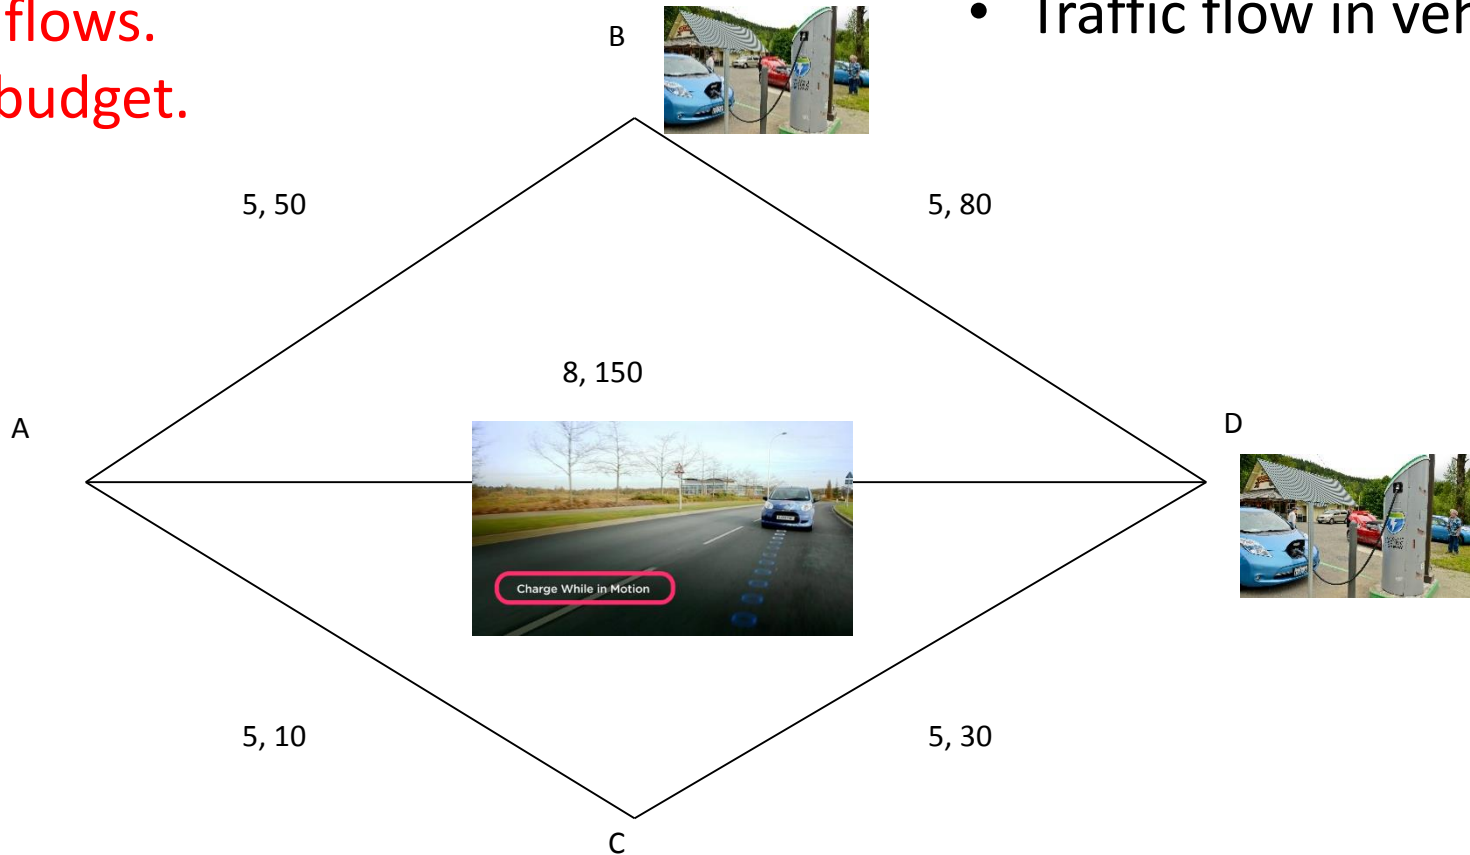 flows.
budget.
• Traffic flow in veh
B
5, 50
5, 80
8, 150
A
D
Charge While in Motion
5, 10
5, 30
C